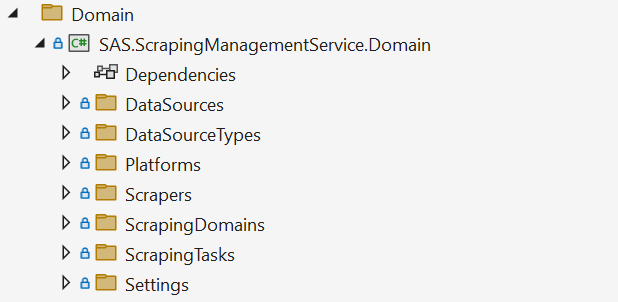 Domain
C# SAS.ScrapingManagementService.Domain
Dependencies
DataSources
DataSourceTypes
Platforms
Scrapers
ScrapingDomains
ScrapingTasks
Settings